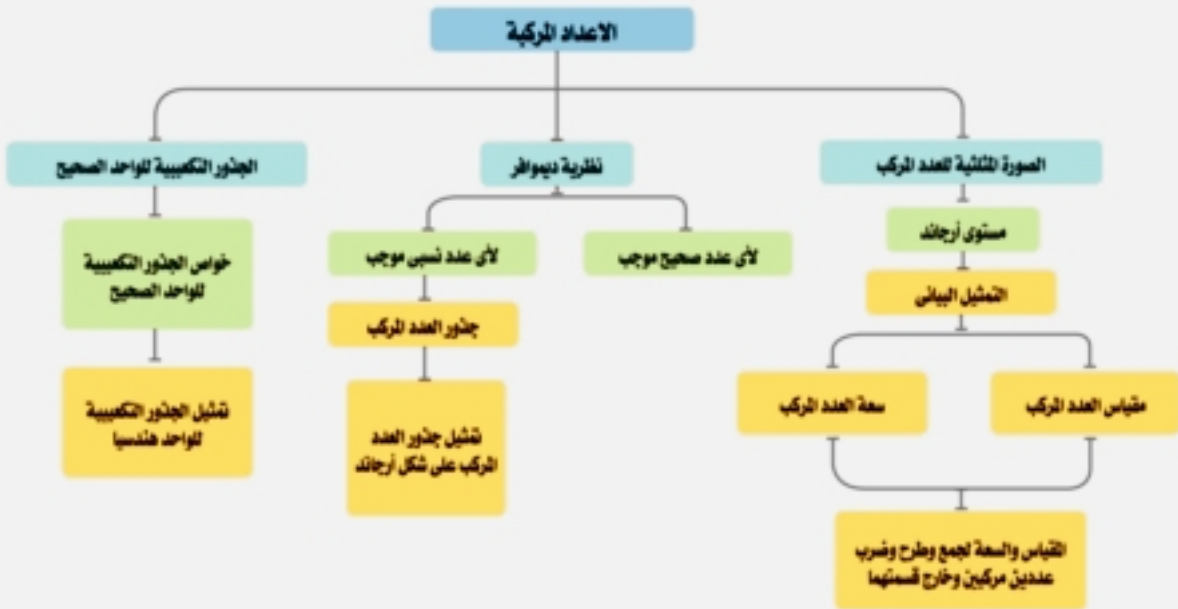 الاعداد المركبة
الصورة المثلثية للعدد المركب
نظرية ديموافر
الجذور التكعيبية للواحد الصحيح
مستوى أرجاند
التمثيل البيانى
مقياس العدد المركب
سعة العدد المركب
المقياس والسعة لجمع وطرح وضرب
عددين مركبين وخارج قسمتهما
لأى عدد صحيح موجب
لأى عدد نسبى موجب
جذور العدد المركب
تمثيل جذور العدد
المركب على شكل أرجاند
خواص الجذور التكعيبية
للواحد الصحيح
تمثيل الجذور التكعيبية
للواحد هندسيا